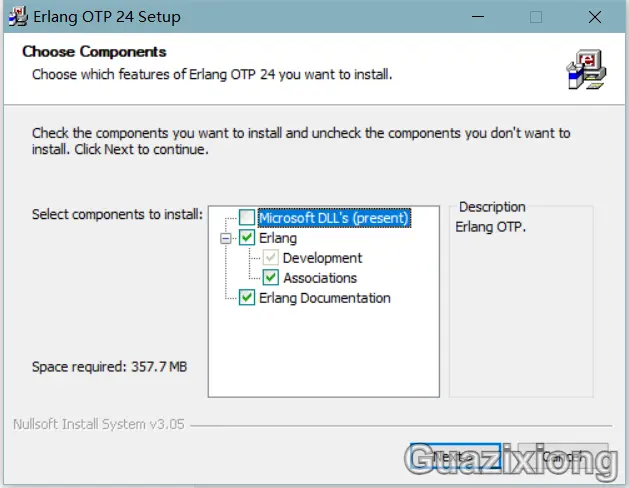 Erlang OTP 24 Setup
Choose Components
Choose which features of Erlang OTP 24 you want to install.
Check the components you want to install and uncheck the components you don't want to
install. Click Next to continue.
Select components to install:
Microsoft DLL's (present)
Erlang
Development
Associations
Erlang Documentation
Description
Erlang OTP.
Space required: 357.7 MB
Nullsoft Install System v3.05
Next >
Cancel
Guazixiong